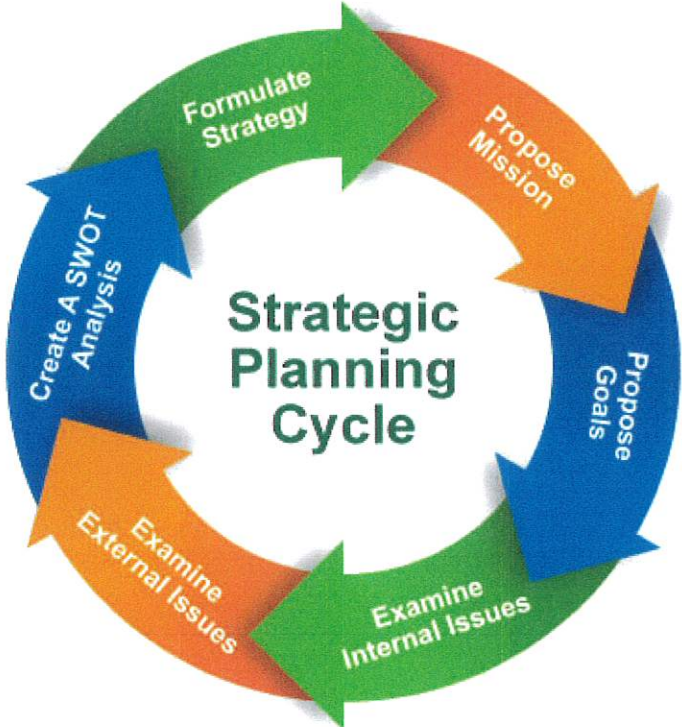 Strategic
Planning
Cycle
Propose
Mission
Propose
Goals
Examine
Internal Issues
Examine
External Issues
Create A SWOT
Analysis
Formulate
Strategy